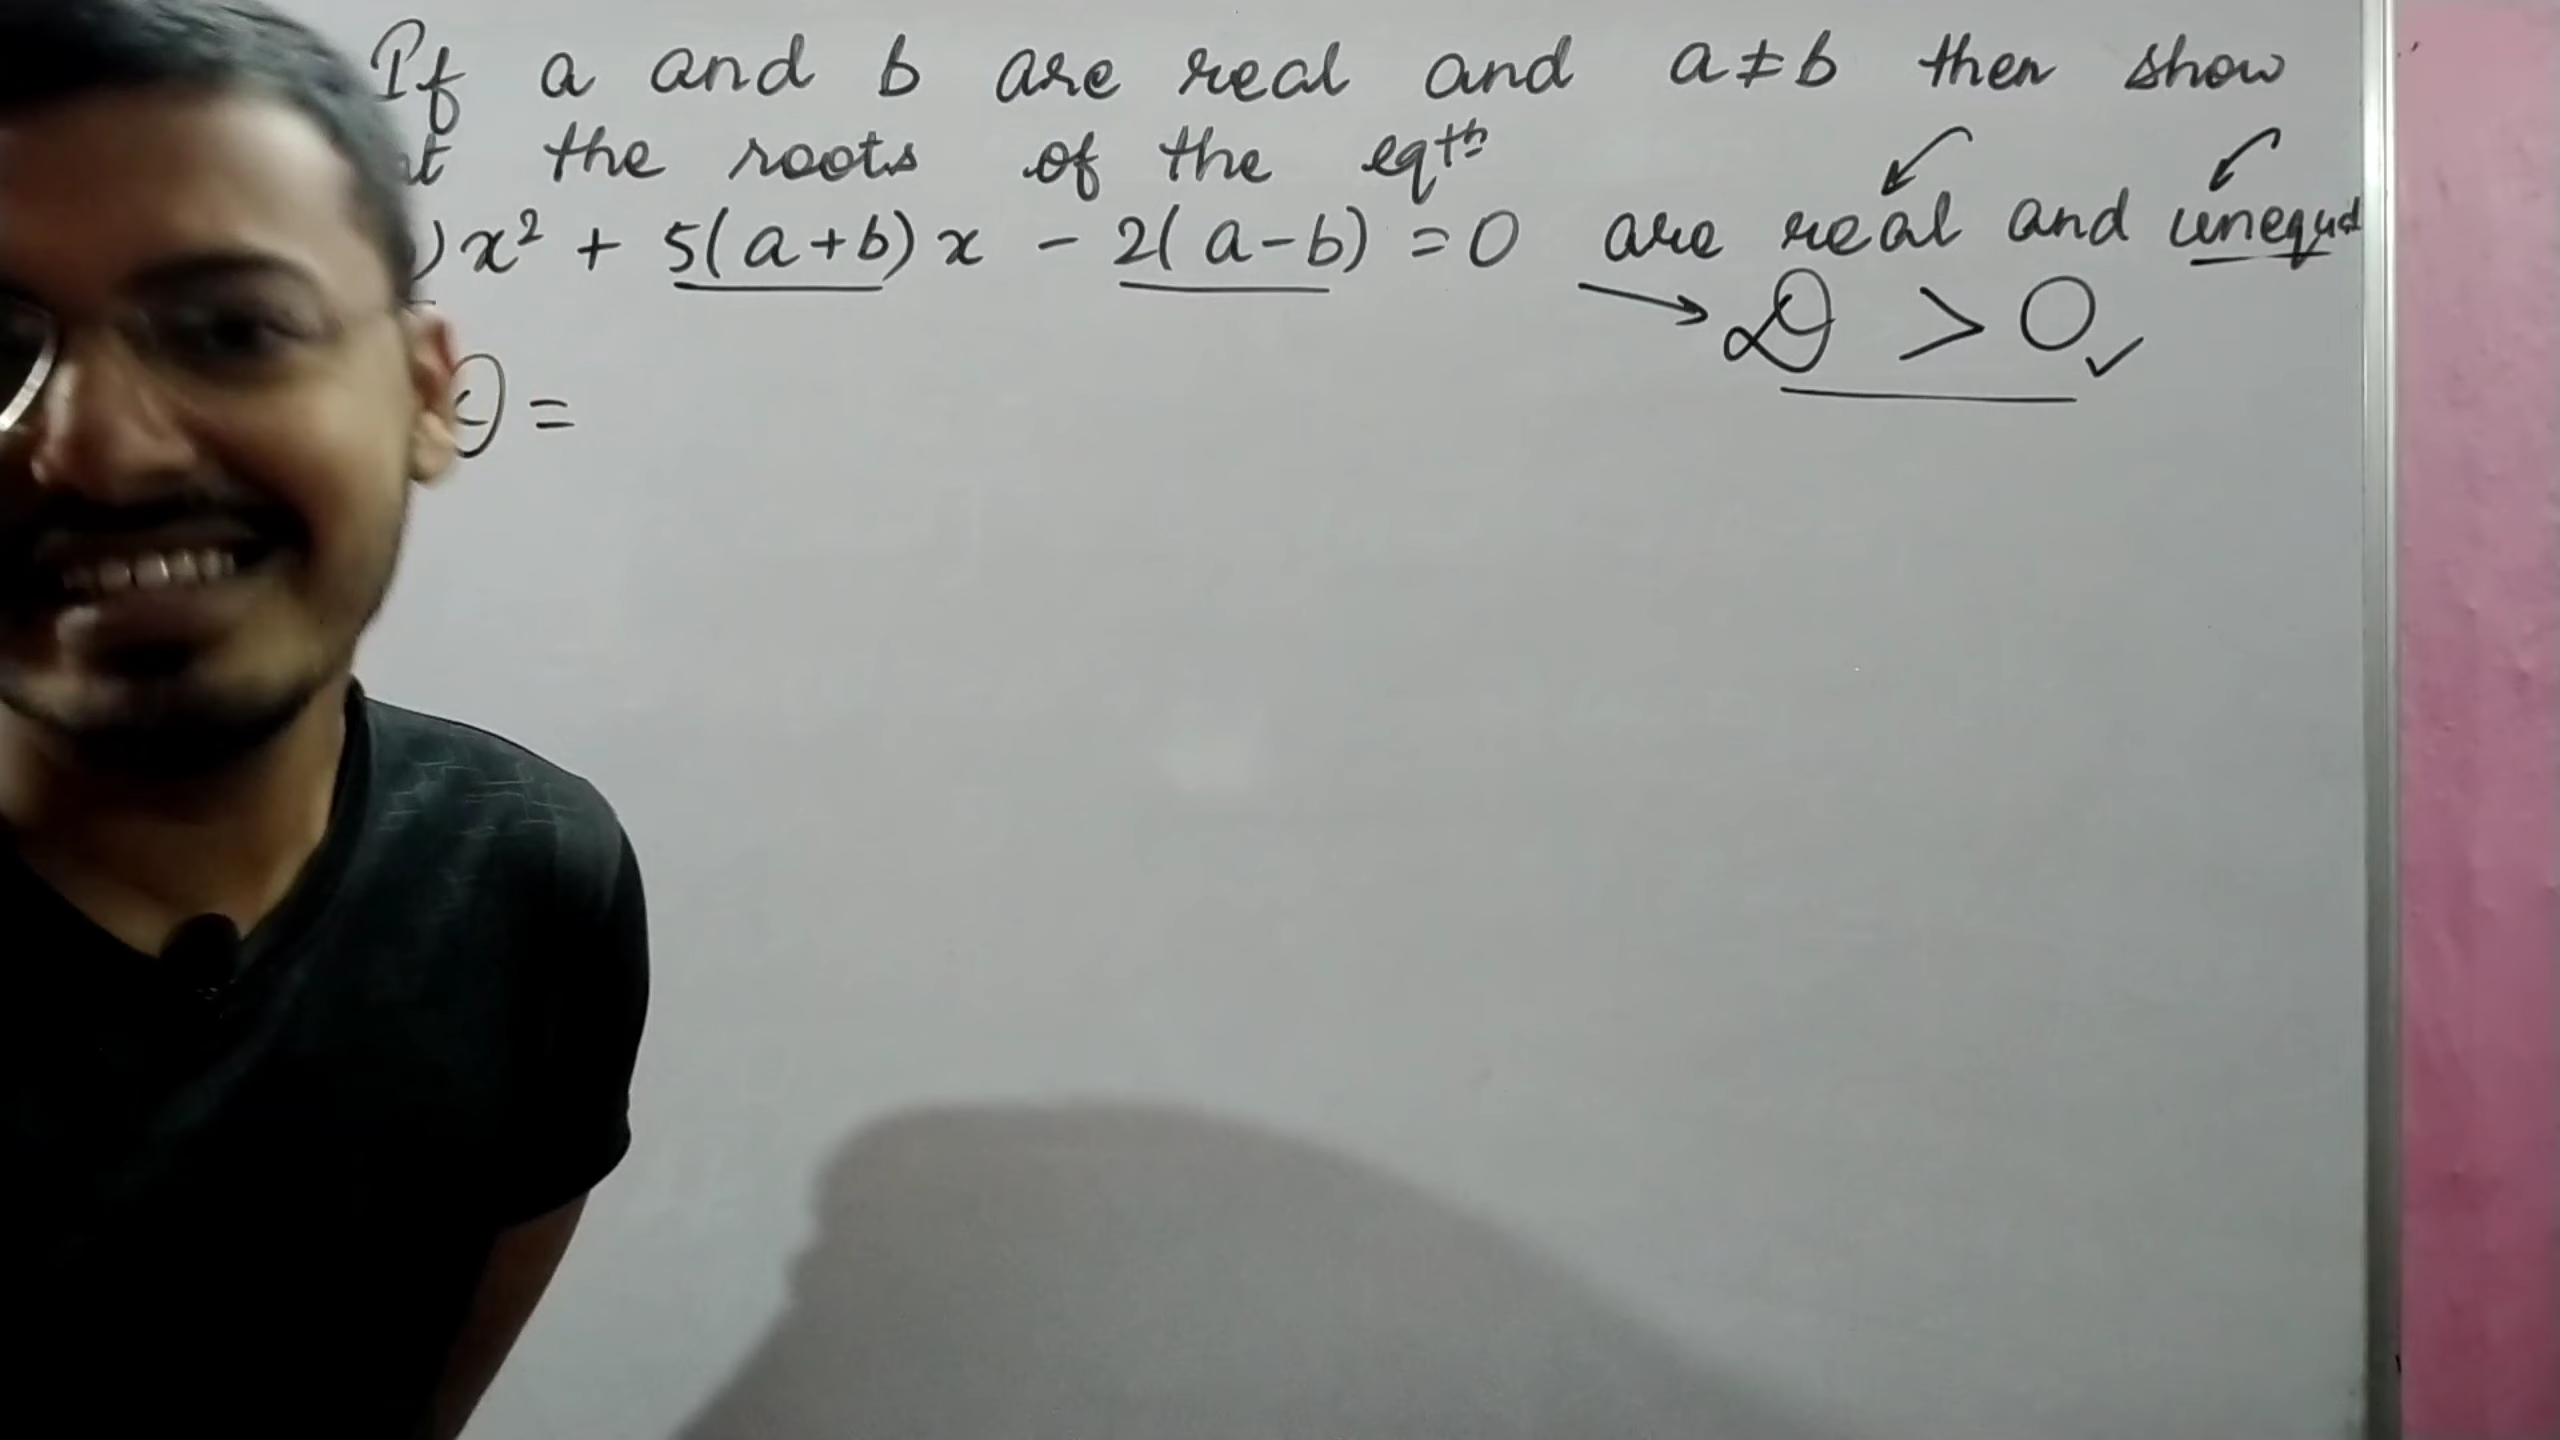 If a and b are real and a ≠ b then show
the roots of the eqth
)x² + 5(a+b)x - 2(a-b) = 0 are real and unequal
→ D > 0 ✓
D =